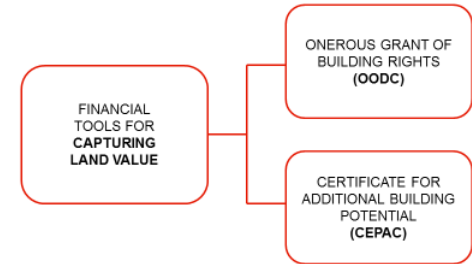 FINANCIAL
TOOLS FOR
CAPTURING
LAND VALUE
ONEROUS GRANT OF
BUILDING RIGHTS
(OODC)
CERTIFICATE FOR
ADDITIONAL BUILDING
POTENTIAL
(CEPAC)